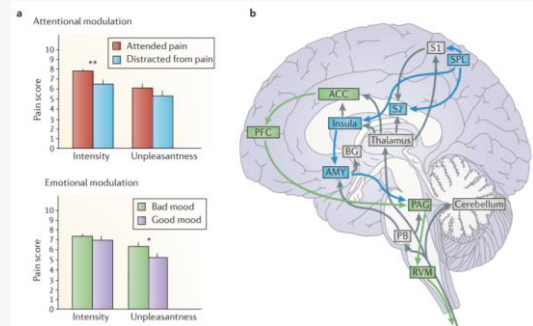 a
Attentional modulation
Attended pain
Distracted from pain
Pain score
10
9
8
7
6
5
4
3
2
1
0
**
Intensity
Unpleasantness
Emotional modulation
Bad mood
Good mood
Pain score
10
9
8
7
6
5
4
3
2
1
0
*
Intensity
Unpleasantness
b
S1
SPL
ACC
S2
Insula
PFC
Thalamus
BG
AMY
PAG
Cerebellum
PB
RVM